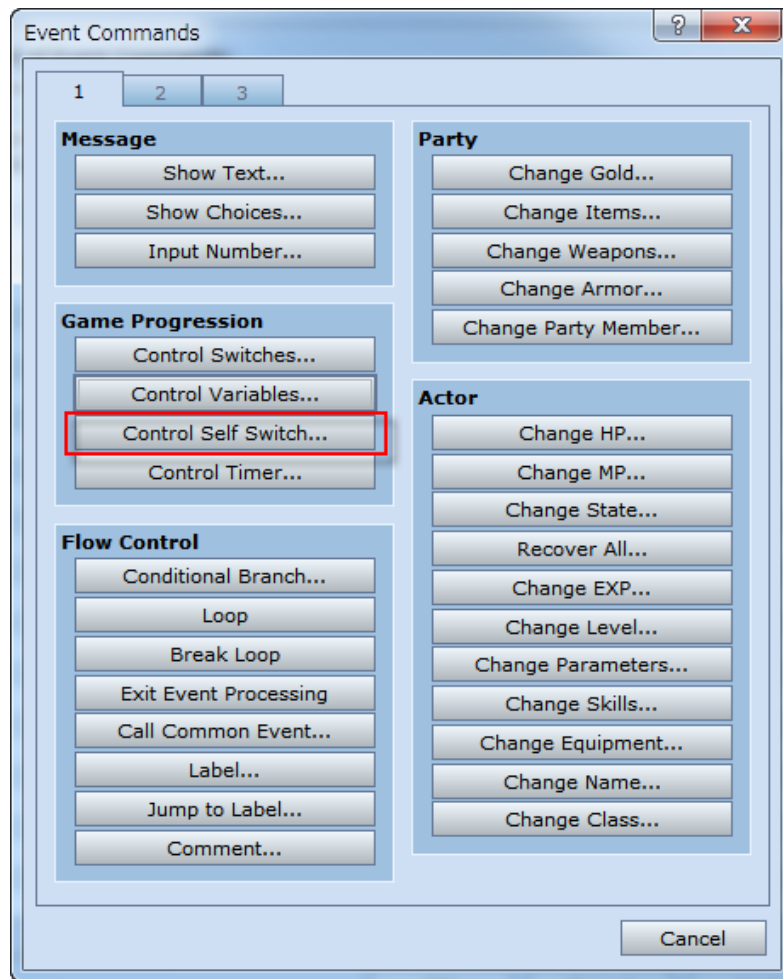 Event Commands
1
2
3
Message
Show Text...
Show Choices...
Input Number...
Game Progression
Control Switches...
Control Variables...
Control Self Switch...
Control Timer...
Flow Control
Conditional Branch...
Loop
Break Loop
Exit Event Processing
Call Common Event...
Label...
Jump to Label...
Comment...
Party
Change Gold...
Change Items...
Change Weapons...
Change Armor...
Change Party Member...
Actor
Change HP...
Change MP...
Change State...
Recover All...
Change EXP...
Change Level...
Change Parameters...
Change Skills...
Change Equipment...
Change Name...
Change Class...
Cancel